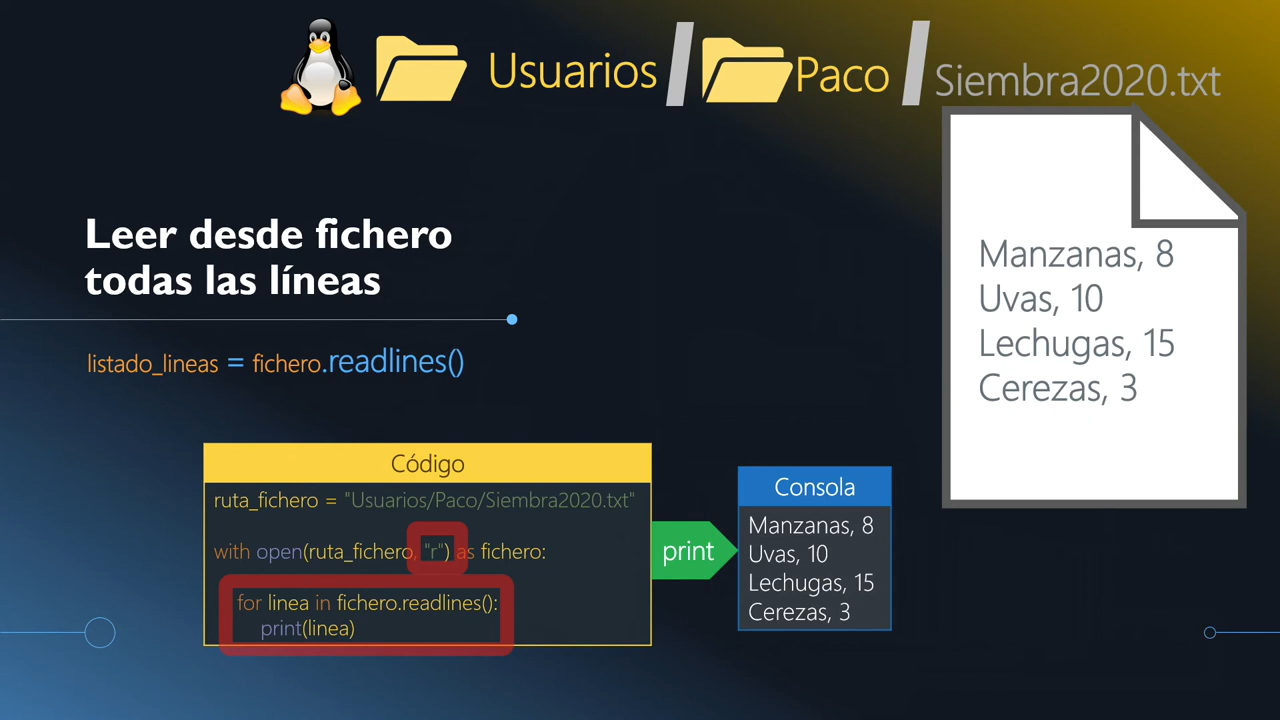 Usuarios / Paco / Siembra2020.txt
Leer desde fichero
todas las líneas
listado_lineas = fichero.readlines()
Manzanas, 8
Uvas, 10
Lechugas, 15
Cerezas, 3
Código
ruta_fichero = "Usuarios/Paco/Siembra2020.txt"
with open(ruta_fichero, "r") as fichero:
for linea in fichero.readlines():
print(linea)
print
Consola
Manzanas, 8
Uvas, 10
Lechugas, 15
Cerezas, 3